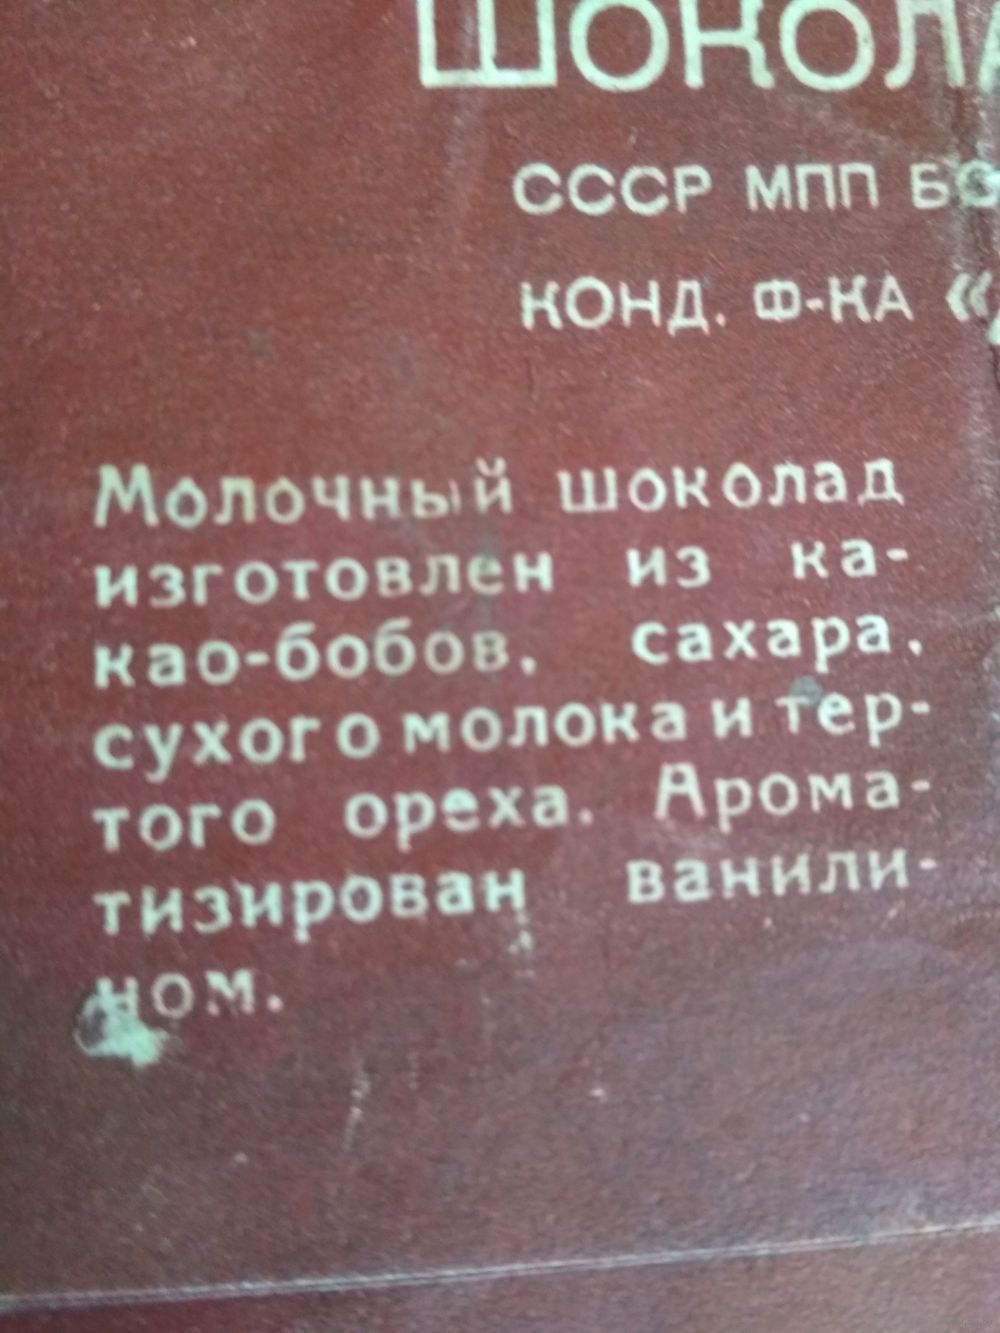 ШОКОЛА
СССР МПП
КОНД. Ф-КА «
Молочный шоколад
изготовлен из ка-
као-бобов, сахара,
сухого молока и тер-
того ореха. Арома-
тизирован ванили-
ном.